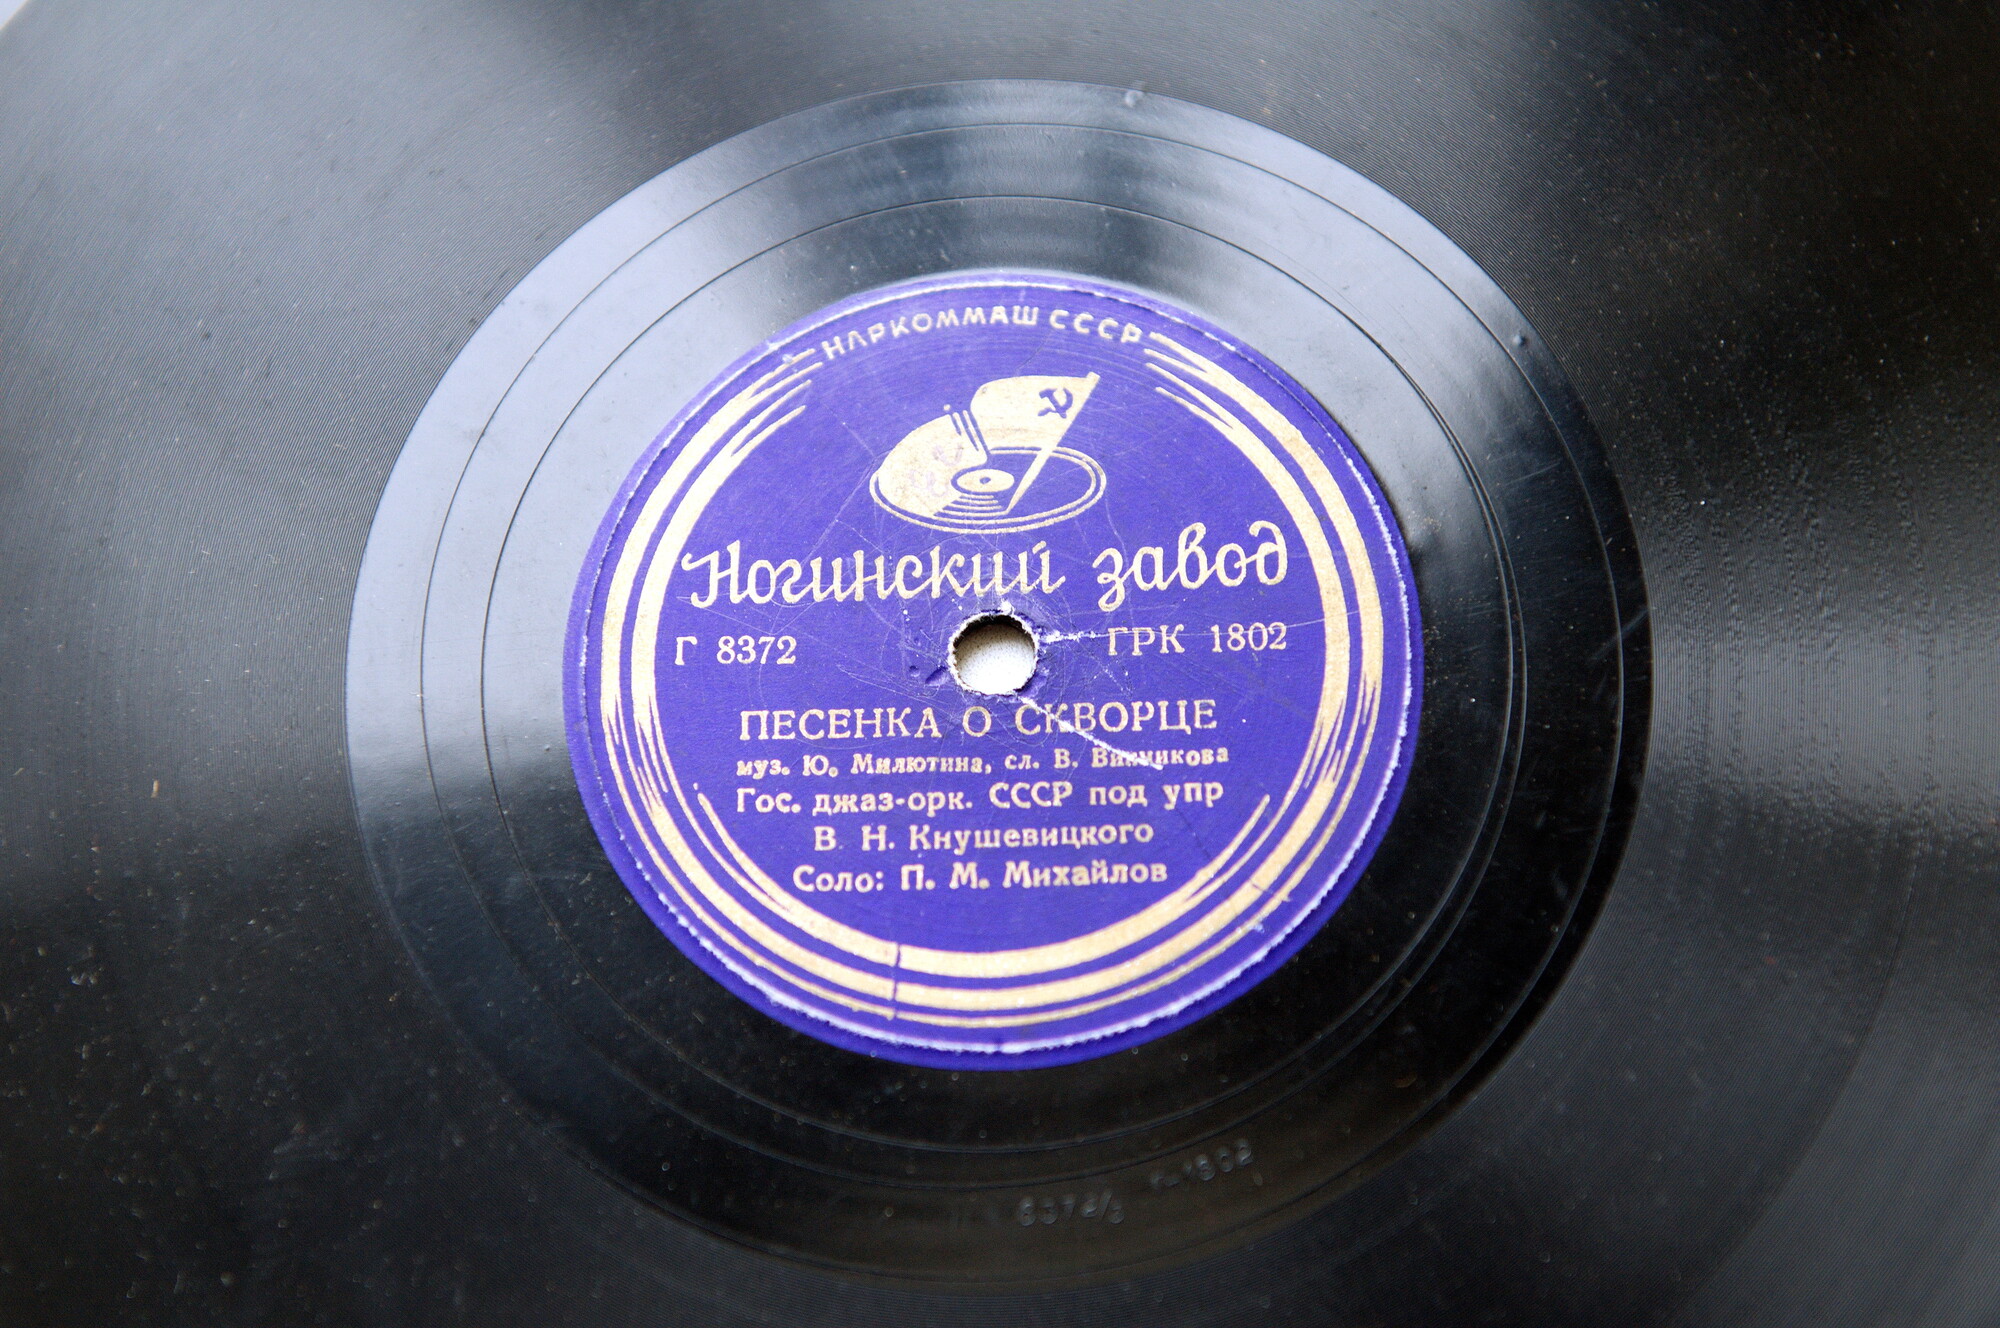 НАРКОММАШ СССР
Ногинский завод
Г 8372 ГРК 1802
ПЕСЕНКА О СКВОРЦЕ
муз. Ю. Милютина, сл. В.
Гос. джаз-орк. СССР под упр
В. Н. Кнушевицкого
Соло: П. М. Михайлов